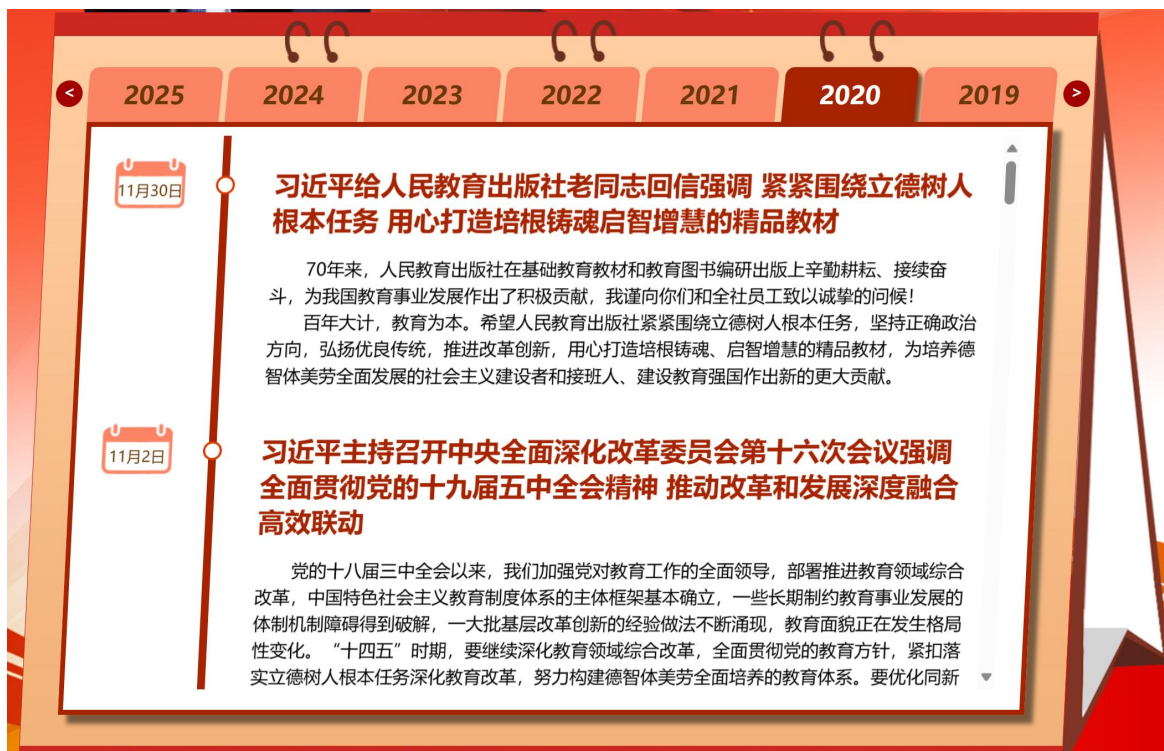 < 2025 2024 2023 2022 2021 2020 2019 >
11月30日
习近平给人民教育出版社老同志回信强调 紧紧围绕立德树人
根本任务 用心打造培根铸魂启智增慧的精品教材
70年来，人民教育出版社在基础教育教材和教育图书编研出版上辛勤耕耘、接续奋
斗，为我国教育事业发展作出了积极贡献，我谨向你们和全社员工致以诚挚的问候！
百年大计，教育为本。希望人民教育出版社紧紧围绕立德树人根本任务，坚持正确政治
方向，弘扬优良传统，推进改革创新，用心打造培根铸魂、启智增慧的精品教材，为培养德
智体美劳全面发展的社会主义建设者和接班人、建设教育强国作出新的更大贡献。
11月2日
习近平主持召开中央全面深化改革委员会第十六次会议强调
全面贯彻党的十九届五中全会精神 推动改革和发展深度融合
高效联动
党的十八届三中全会以来，我们加强党对教育工作的全面领导，部署推进教育领域综合
改革，中国特色社会主义教育制度体系的主体框架基本确立，一些长期制约教育事业发展的
体制机制障碍得到破解，一大批基层改革创新的经验做法不断涌现，教育面貌正在发生格局
性变化。“十四五”时期，要继续深化教育领域综合改革，全面贯彻党的教育方针，紧扣落
实立德树人根本任务深化教育改革，努力构建德智体美劳全面培养的教育体系。要优化同新